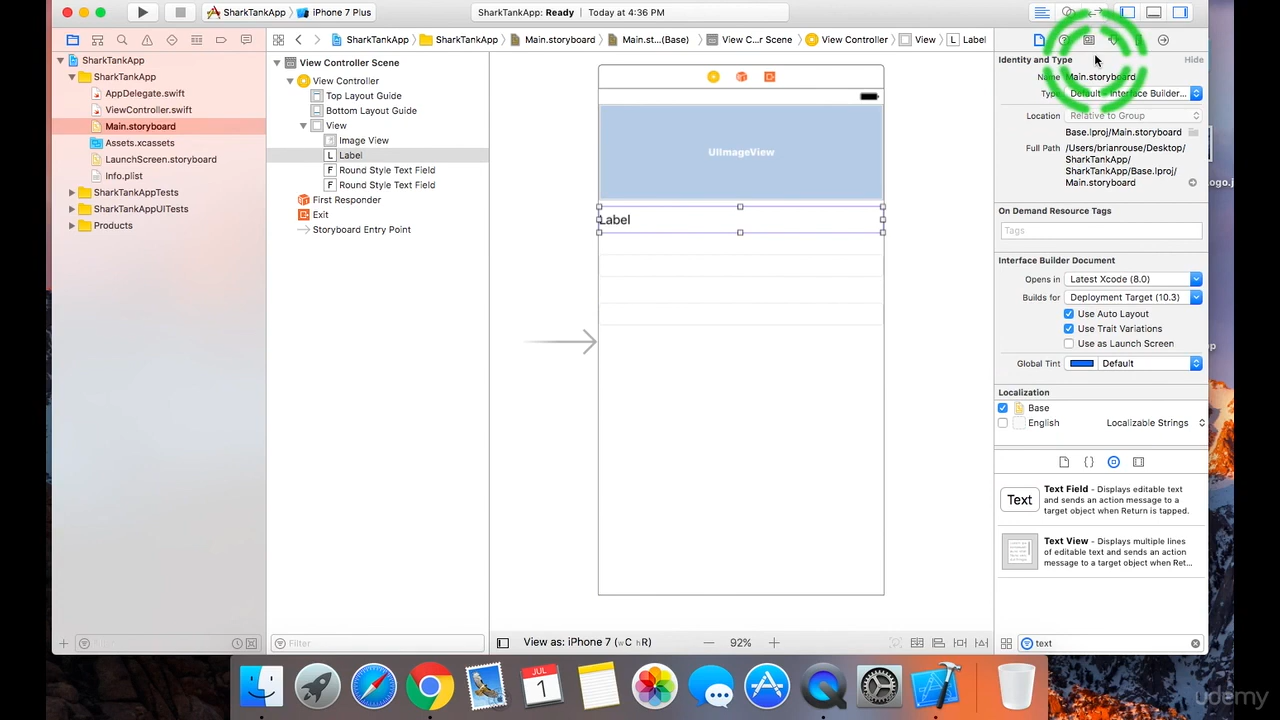 SharkTankApp
iPhone 7 Plus
SharkTankApp: Ready | Today at 4:36 PM
SharkTankApp
SharkTankApp
Main.storyboard
Main.st...(Base)
View C...r Scene
View Controller
View
Label
SharkTankApp
SharkTankApp
AppDelegate.swift
ViewController.swift
Main.storyboard
Assets.xcassets
LaunchScreen.storyboard
Info.plist
SharkTankAppTests
SharkTankAppUITests
Products
View Controller Scene
View Controller
Top Layout Guide
Bottom Layout Guide
View
Image View
L Label
F Round Style Text Field
F Round Style Text Field
First Responder
Exit
Storyboard Entry Point
Filter
UIImageView
Label
View as: iPhone 7 (wC hR)
92%
Identity and Type
Hide
Name Main.storyboard
Type Default - Interface Builder...
Location Relative to Group
Base.lproj/Main.storyboard
Full Path /Users/brianrouse/Desktop/
SharkTankApp/
SharkTankApp/Base.lproj/
Main.storyboard
On Demand Resource Tags
Tags
Interface Builder Document
Opens in Latest Xcode (8.0)
Builds for Deployment Target (10.3)
Use Auto Layout
Use Trait Variations
Use as Launch Screen
Global Tint Default
Localization
Base
English Localizable Strings
Text
Text Field - Displays editable text
and sends an action message to a
target object when Return is tapped.
Text View - Displays multiple lines
of editable text and sends an action
message to a target object when Ret...
text
JUL
1
udemy